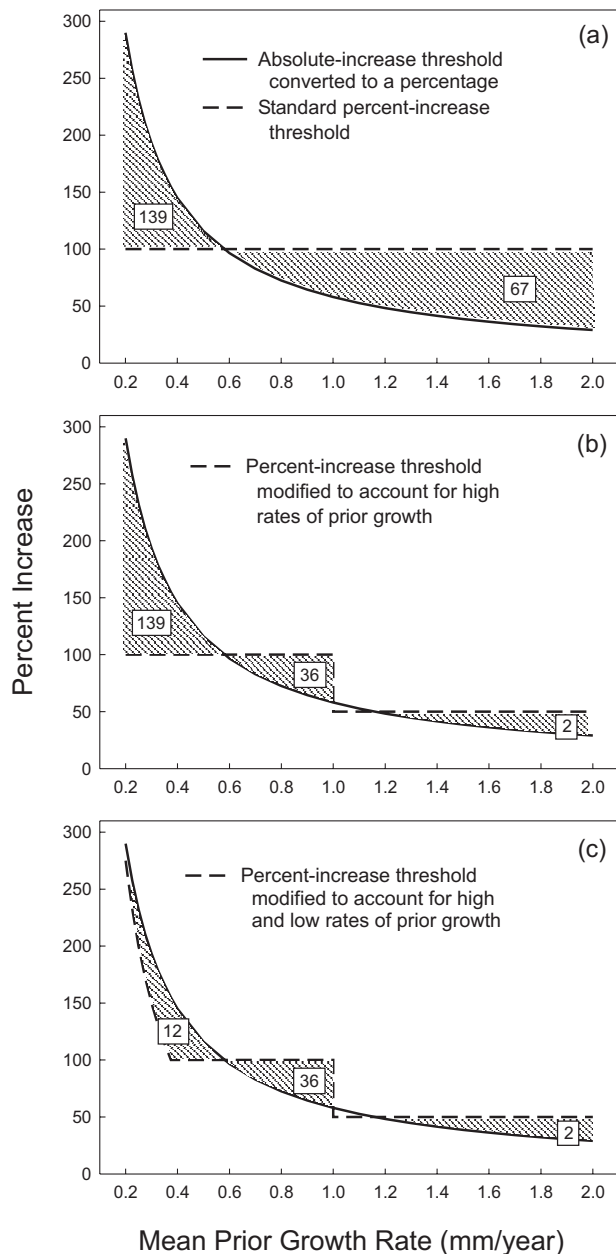 (a)
Absolute-increase threshold
converted to a percentage
Standard percent-increase
threshold
300
250
200
150
100
50
0
139
67
0.2 0.4 0.6 0.8 1.0 1.2 1.4 1.6 1.8 2.0
(b)
Percent-increase threshold
modified to account for high
rates of prior growth
300
250
200
150
100
50
0
139
36
2
0.2 0.4 0.6 0.8 1.0 1.2 1.4 1.6 1.8 2.0
Percent Increase
(c)
Percent-increase threshold
modified to account for high
and low rates of prior growth
300
250
200
150
100
50
0
12
36
2
0.2 0.4 0.6 0.8 1.0 1.2 1.4 1.6 1.8 2.0
Mean Prior Growth Rate (mm/year)